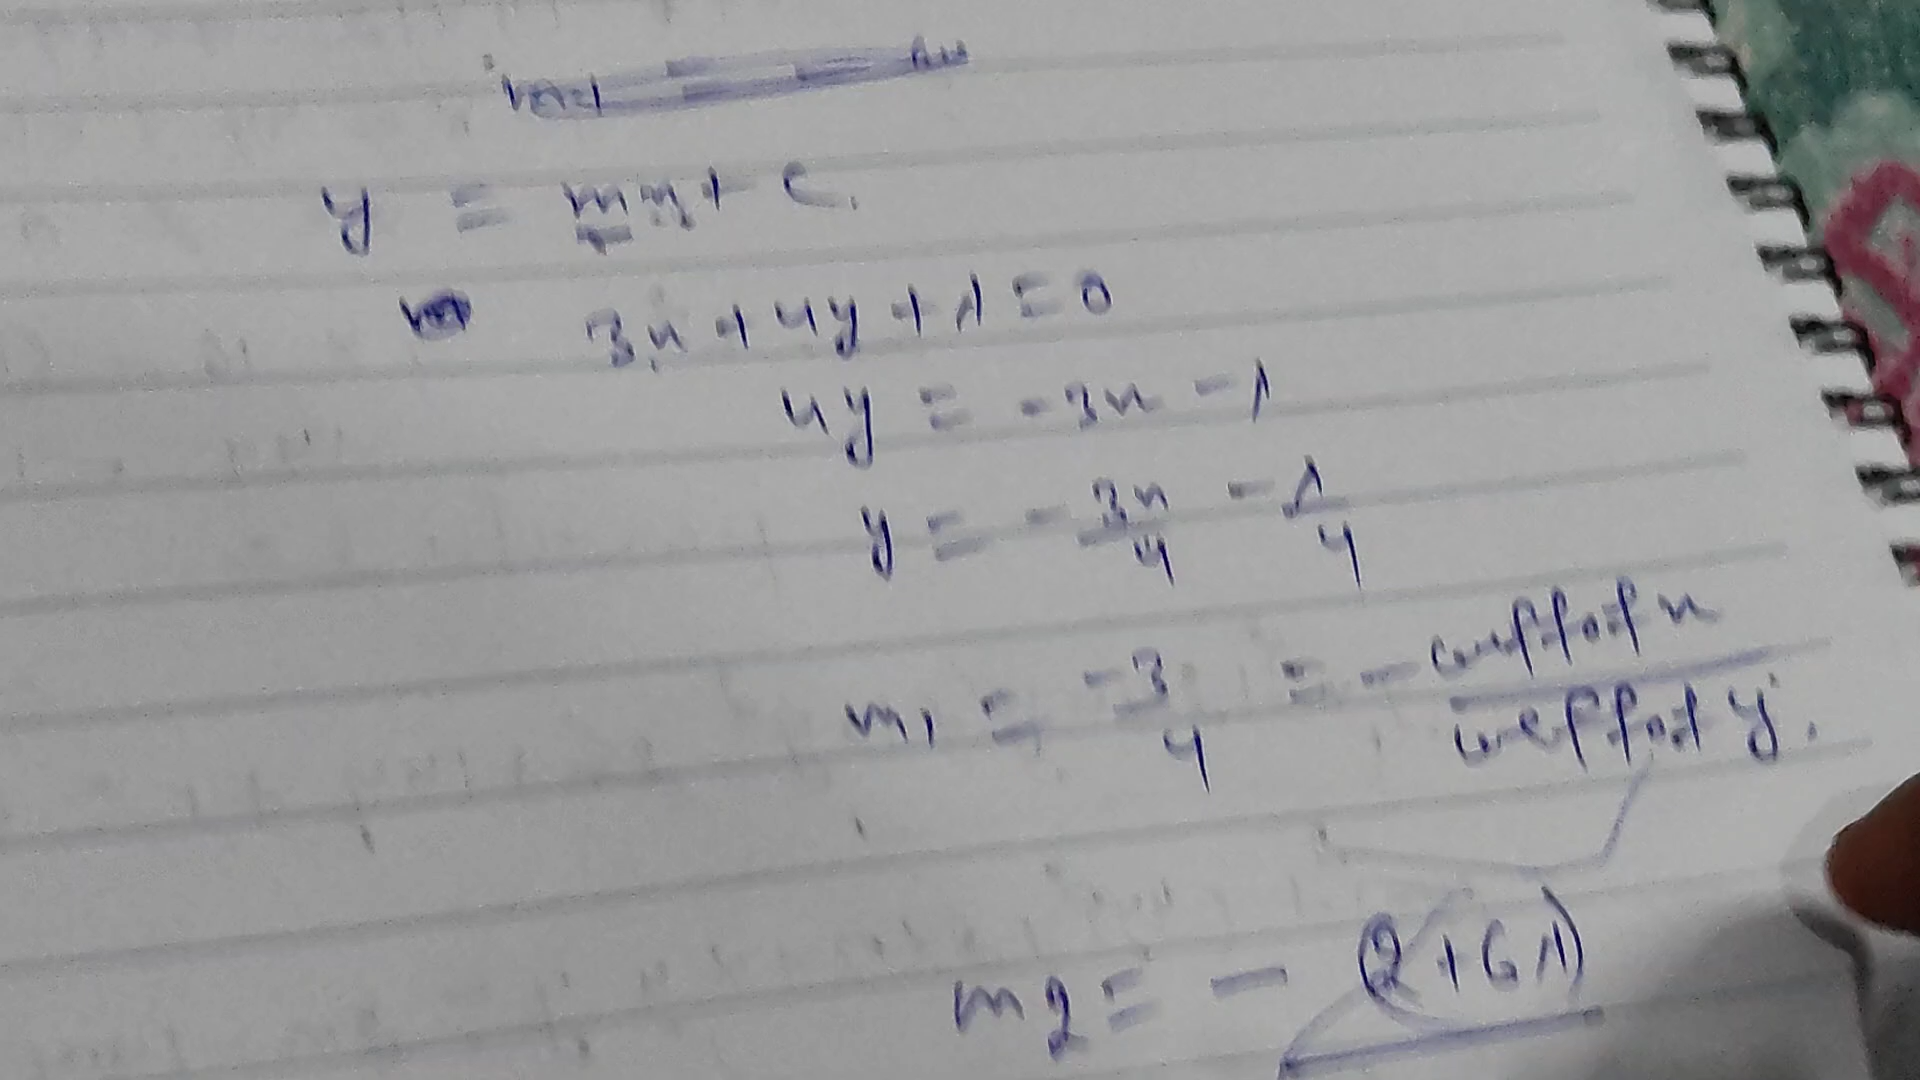 y = mx + c.
3x + 4y + λ = 0
4y = -3x - λ
y = -3x/4 - λ/4
m1 = -3/4 = - coeff of x / coeff of y.
m2 = - (2+6λ)